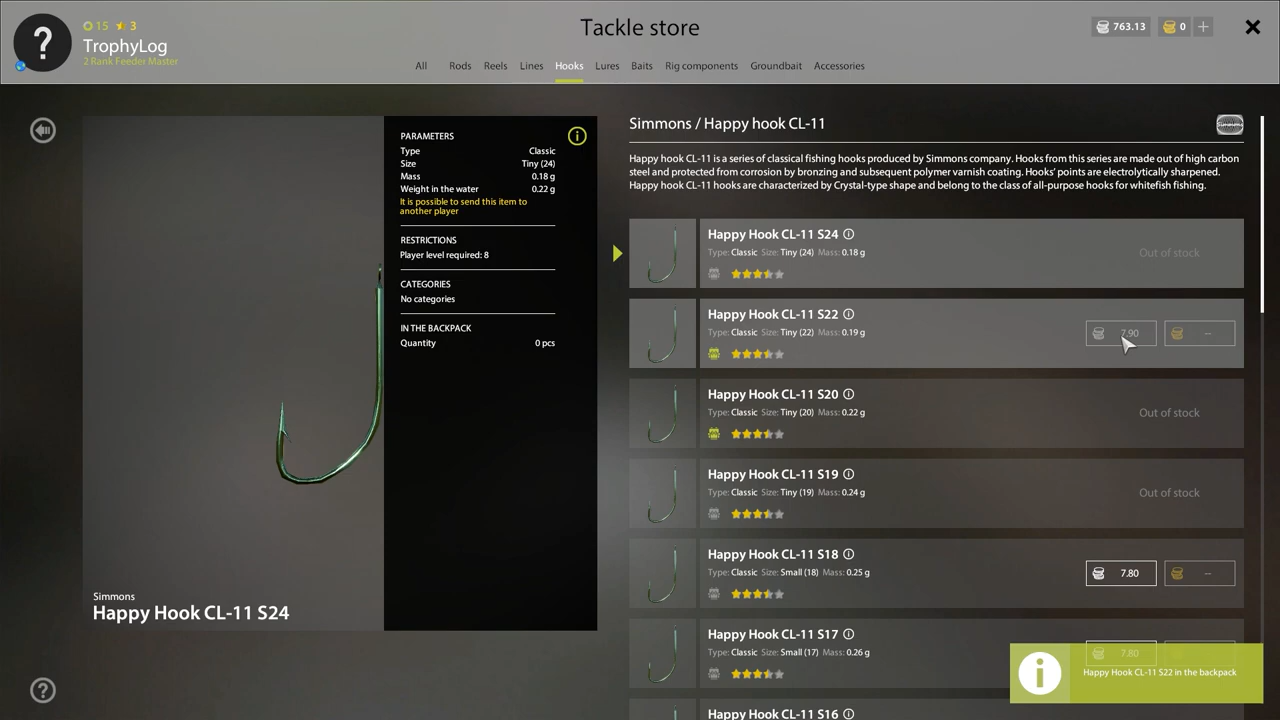 15 3
TrophyLog
2 Rank Feeder Master
Tackle store
763.13 0 +
All Rods Reels Lines Hooks Lures Baits Rig components Groundbait Accessories
PARAMETERS
Type Classic
Size Tiny (24)
Mass 0.18 g
Weight in the water 0.22 g
It is possible to send this item to
another player
RESTRICTIONS
Player level required: 8
CATEGORIES
No categories
IN THE BACKPACK
Quantity 0 pcs
Simmons
Happy Hook CL-11 S24
Simmons / Happy hook CL-11
Simmons
Happy hook CL-11 is a series of classical fishing hooks produced by Simmons company. Hooks from this series are made out of high carbon
steel and protected from corrosion by bronzing and subsequent polymer varnish coating. Hooks' points are electrolytically sharpened.
Happy hook CL-11 hooks are characterized by Crystal-type shape and belong to the class of all-purpose hooks for whitefish fishing.
Happy Hook CL-11 S24
Type: Classic Size: Tiny (24) Mass: 0.18 g
Out of stock
Happy Hook CL-11 S22
Type: Classic Size: Tiny (22) Mass: 0.19 g
7.90 --
Happy Hook CL-11 S20
Type: Classic Size: Tiny (20) Mass: 0.22 g
Out of stock
Happy Hook CL-11 S19
Type: Classic Size: Tiny (19) Mass: 0.24 g
Out of stock
Happy Hook CL-11 S18
Type: Classic Size: Small (18) Mass: 0.25 g
7.80 --
Happy Hook CL-11 S17
Type: Classic Size: Small (17) Mass: 0.26 g
7.80
Happy Hook CL-11 S22 in the backpack
Happy Hook CL-11 S16